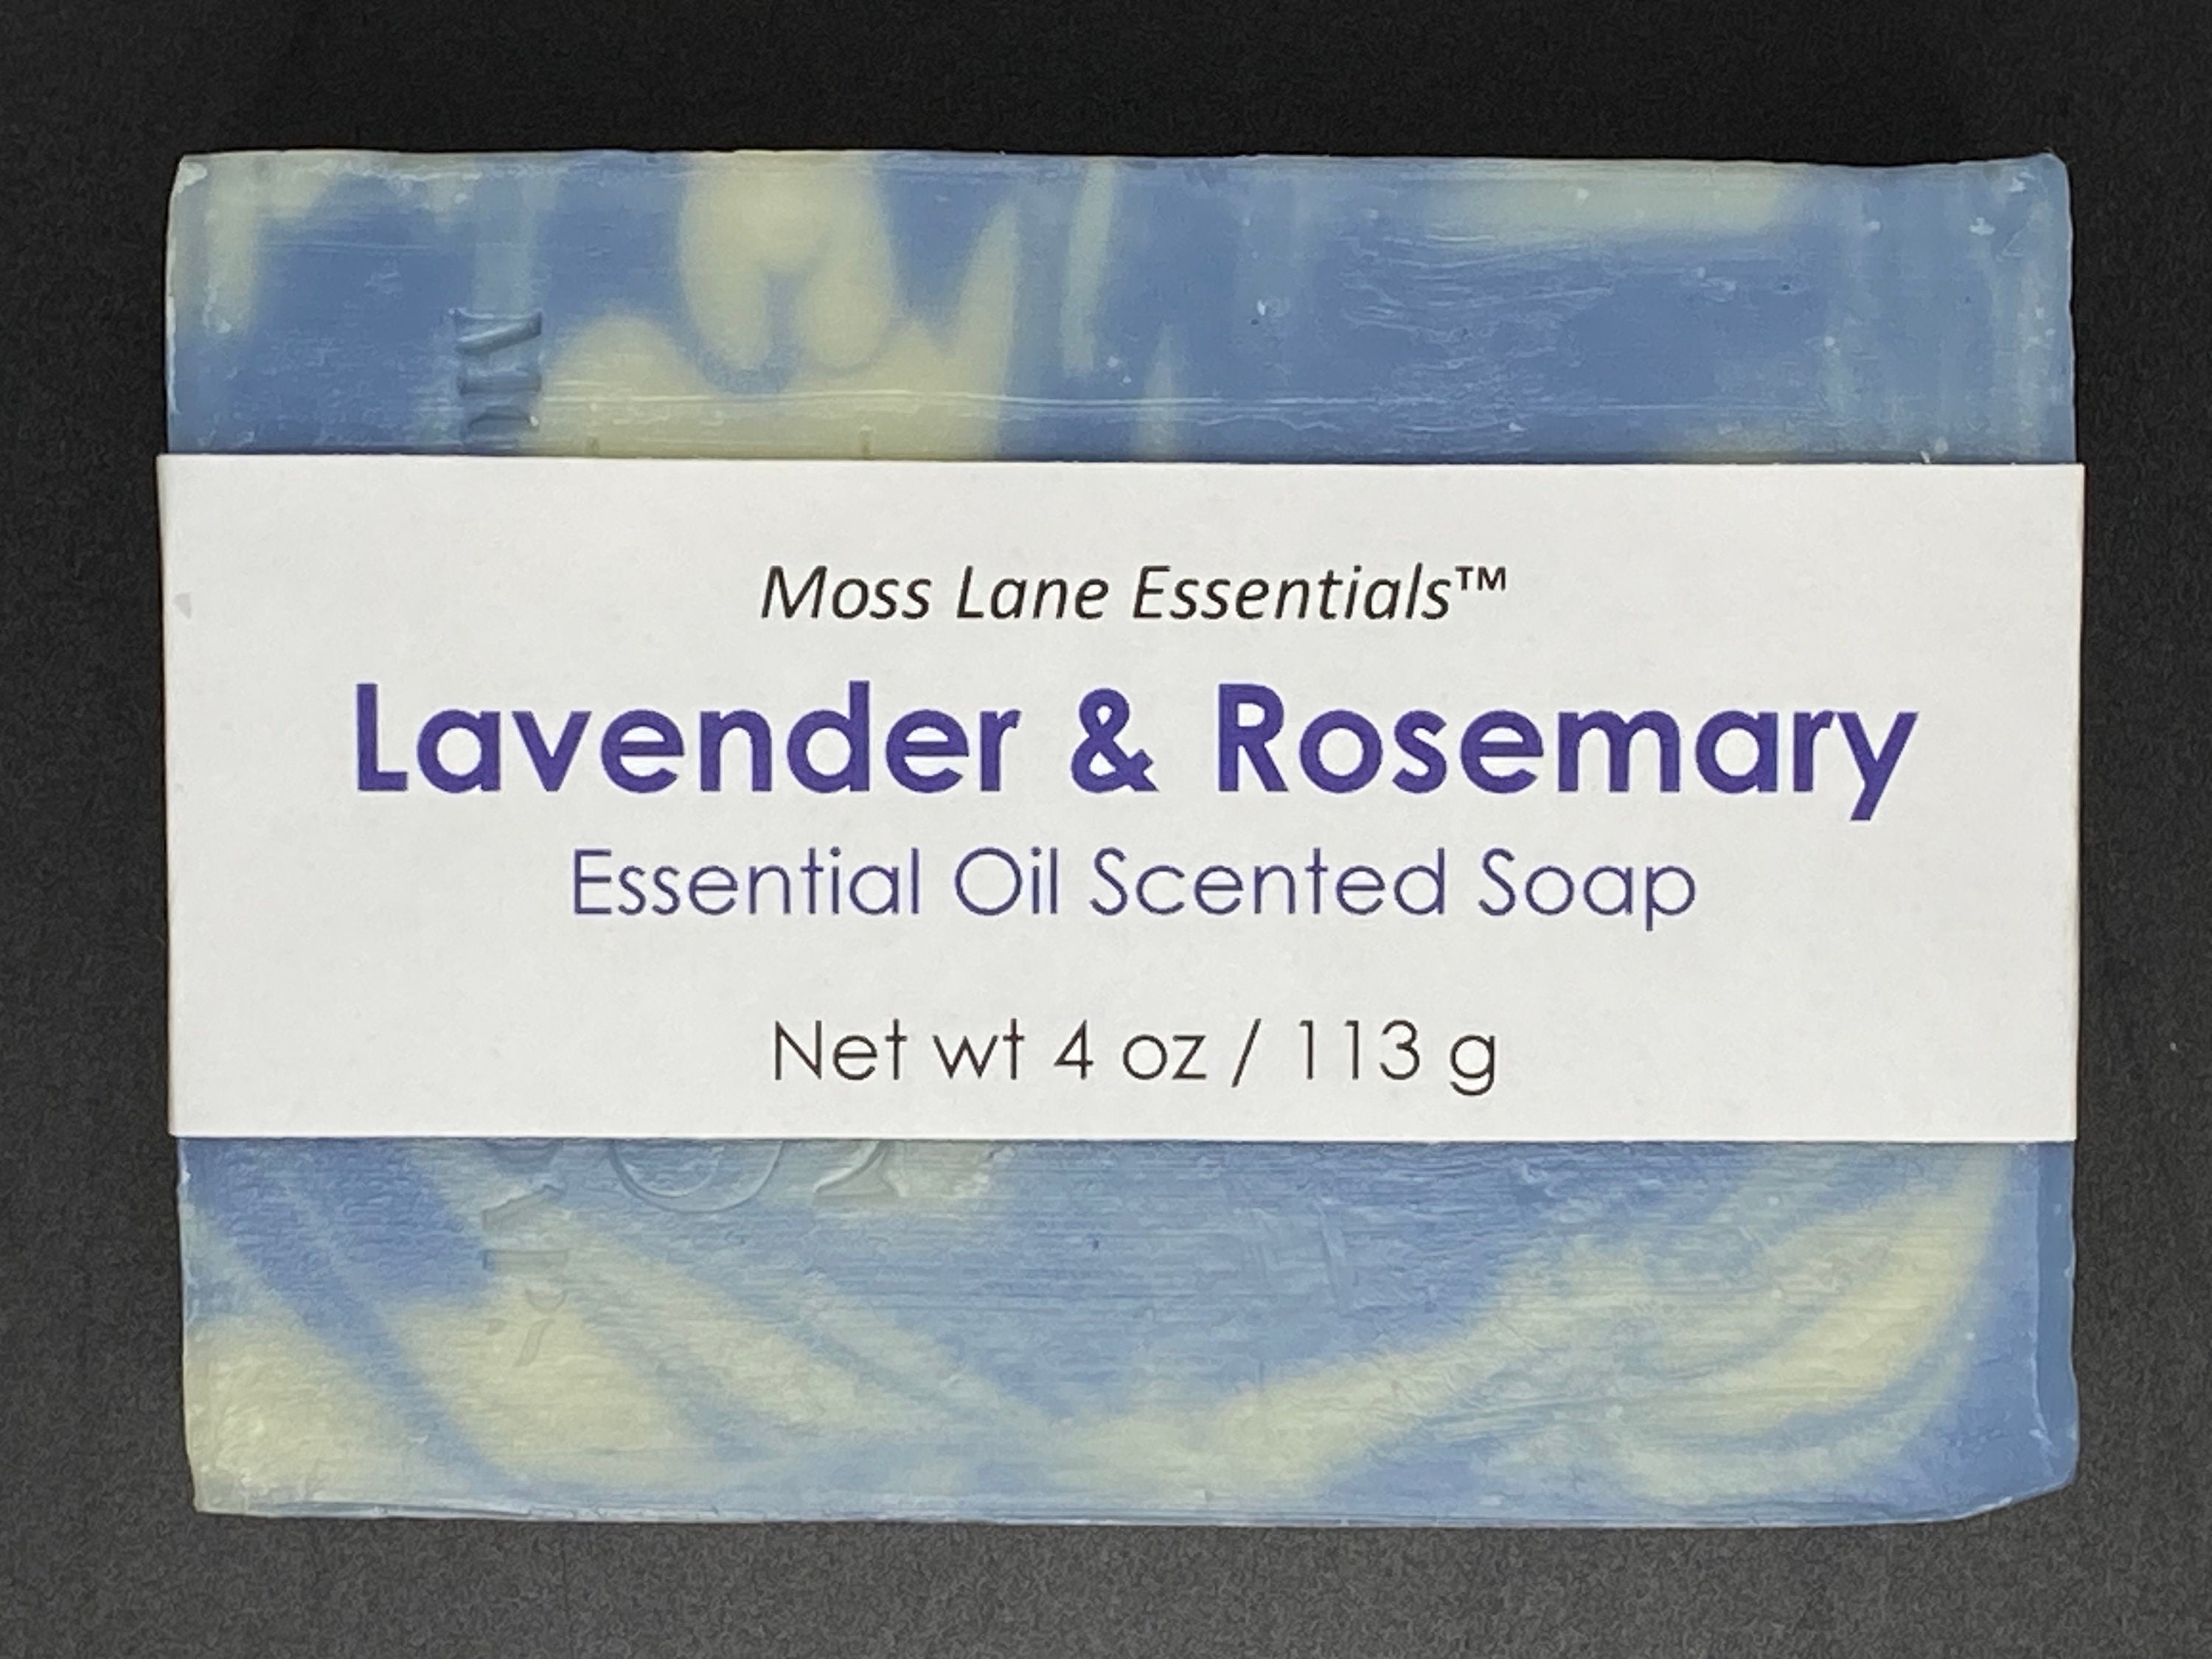 Moss Lane Essentials™
Lavender & Rosemary
Essential Oil Scented Soap
Net wt 4 oz / 113 g